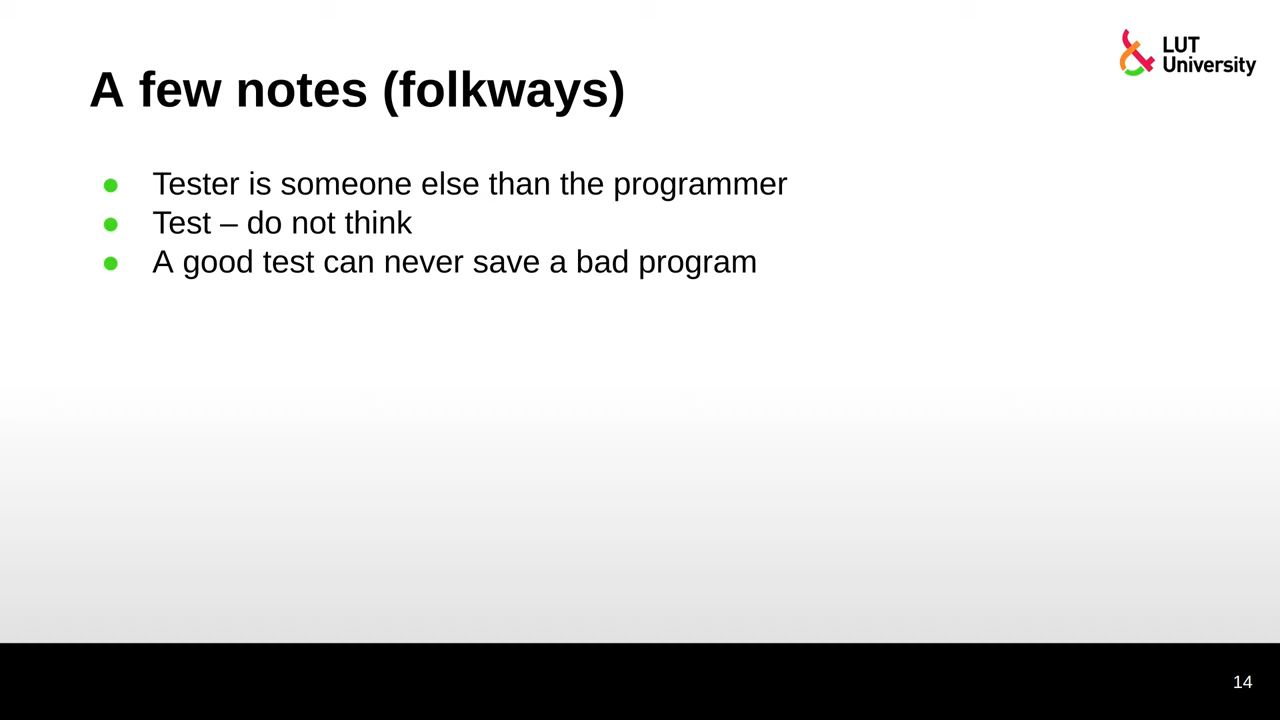 LUT
University
A few notes (folkways)
● Tester is someone else than the programmer
● Test – do not think
● A good test can never save a bad program
14